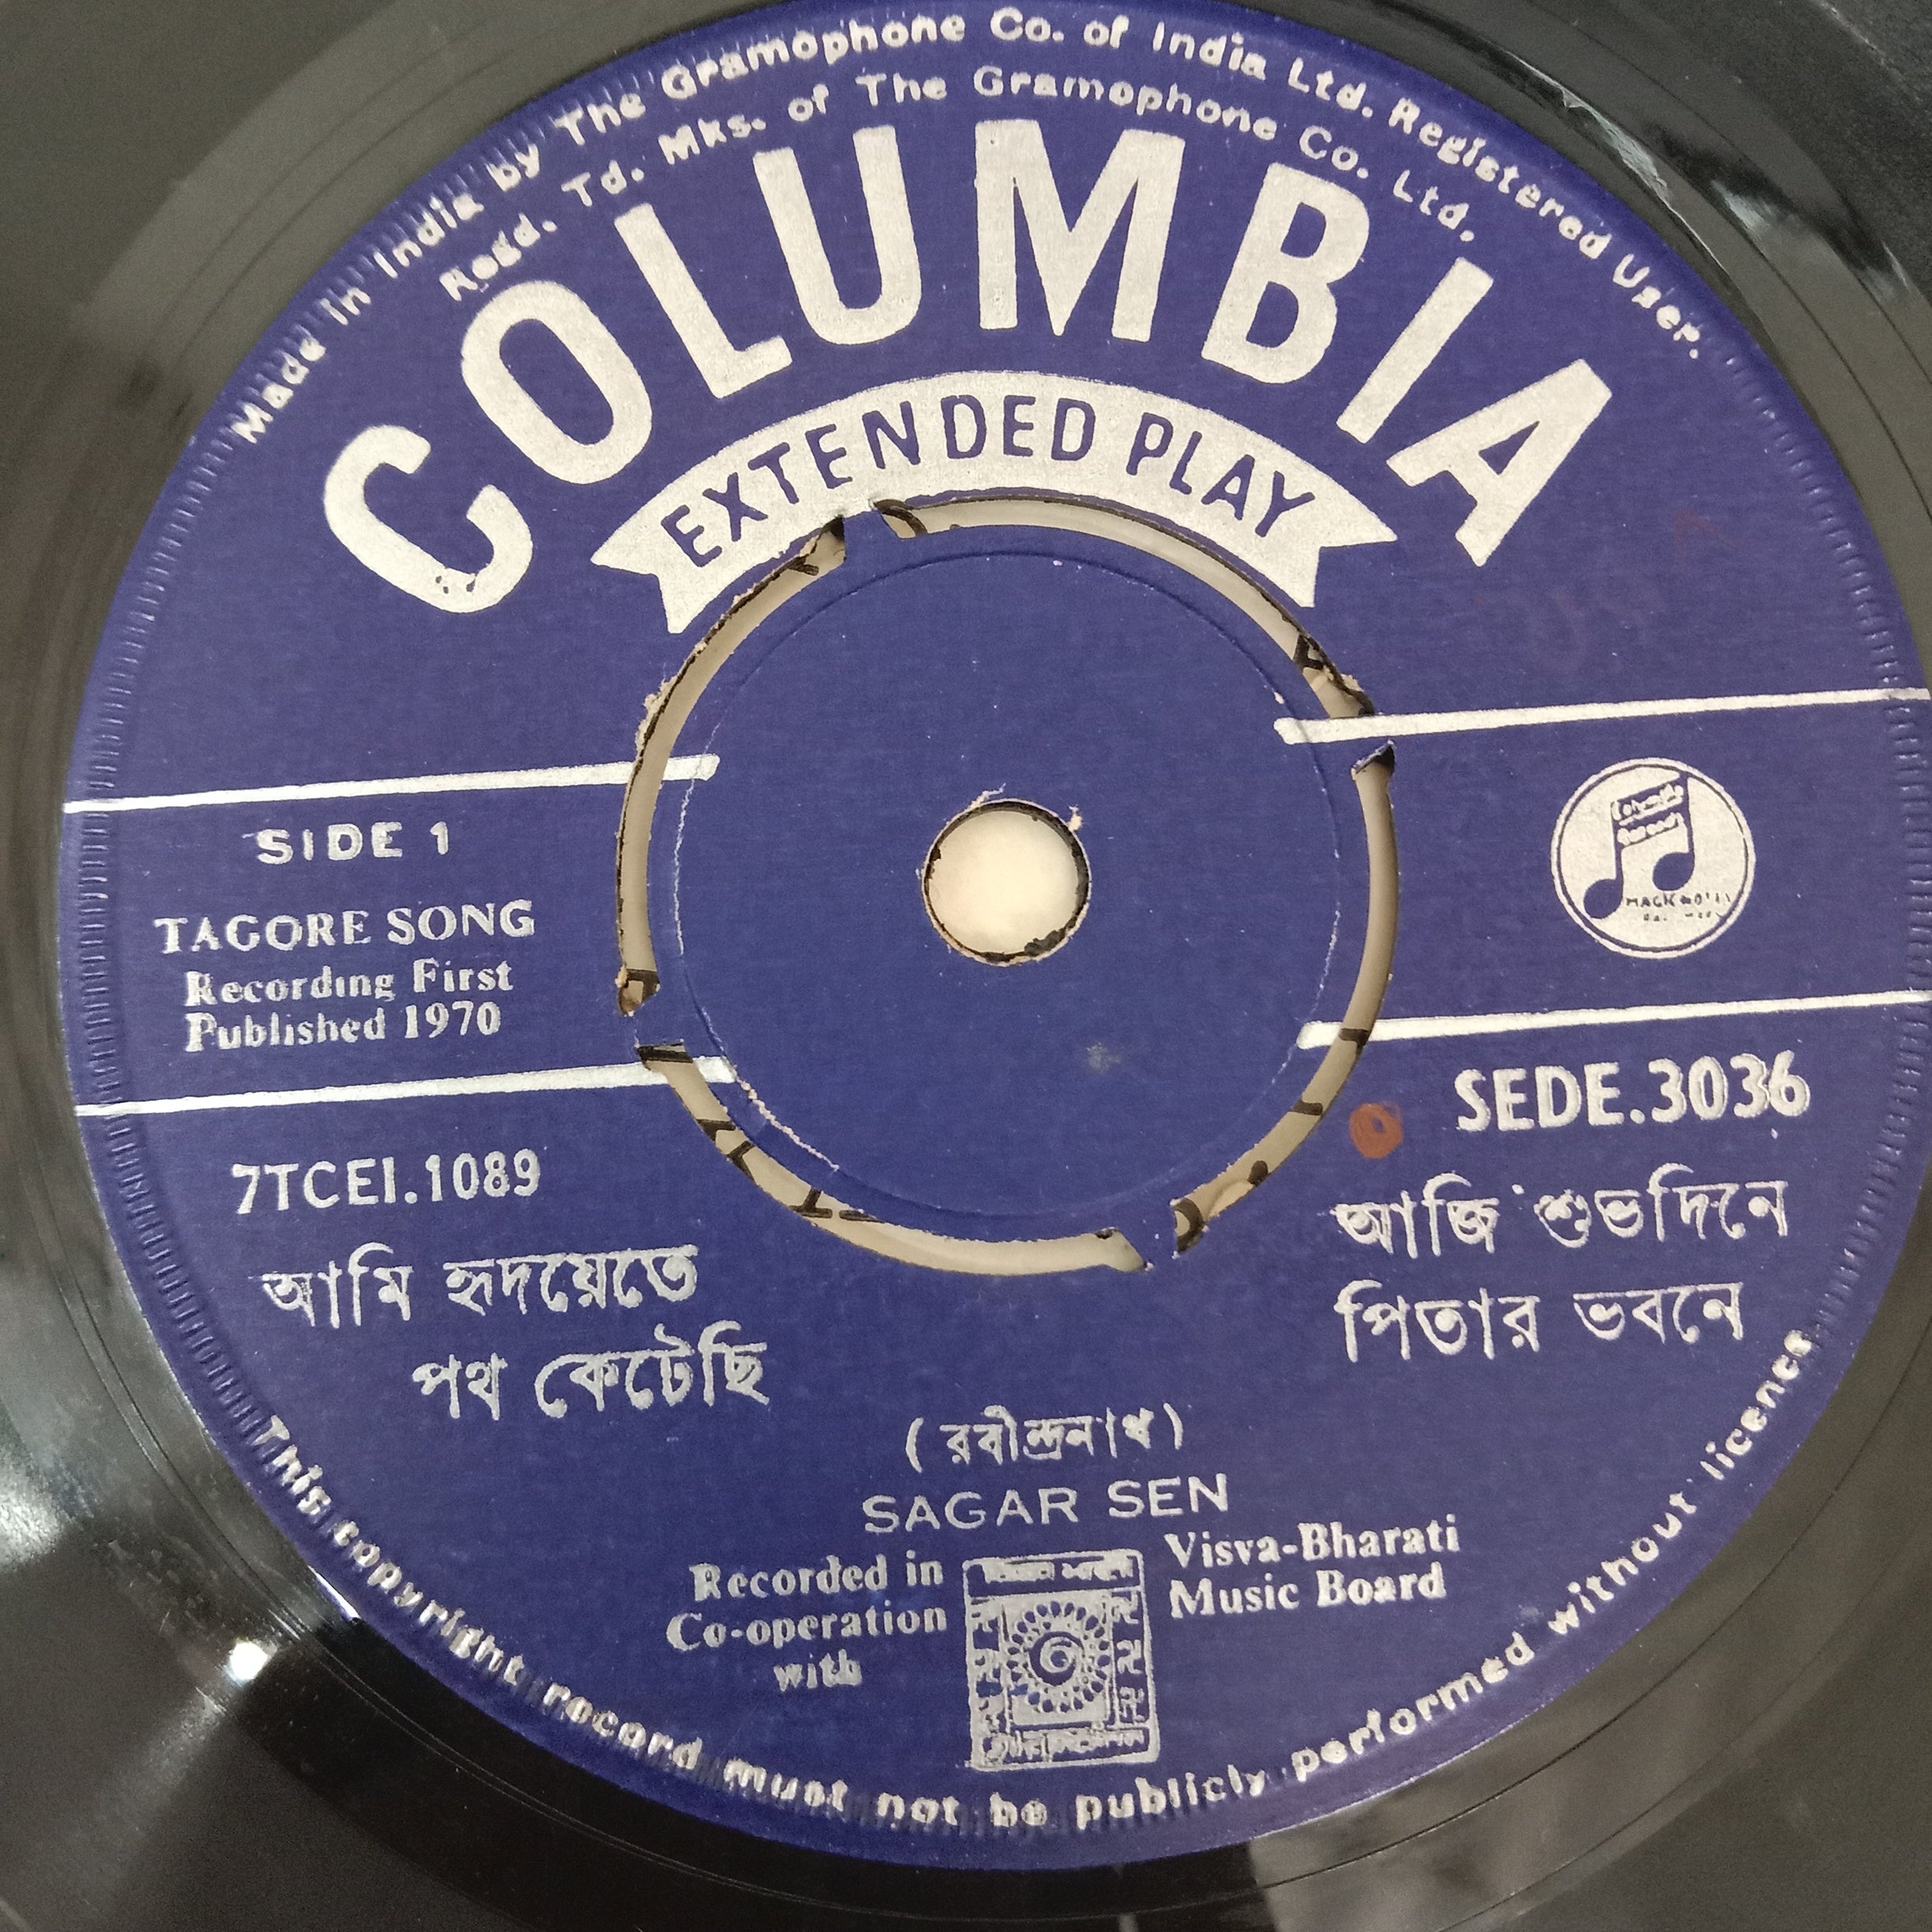 Made in India by The Gramophone Co. of India Ltd. Registered User.
Regd. Td. Mks. of The Gramophone Co. Ltd.
COLUMBIA
EXTENDED PLAY
SIDE 1
TAGORE SONG
Recording First
Published 1970
SEDE.3036
7TCEI.1089
আমি হৃদয়েতে
পথ কেটেছি
আজি শুভদিনে
পিতার ভবনে
(রবীন্দ্রনাথ)
SAGAR SEN
Recorded in
Co-operation
with
Visva-Bharati
Music Board
This copyright record must not be publicly performed without licence